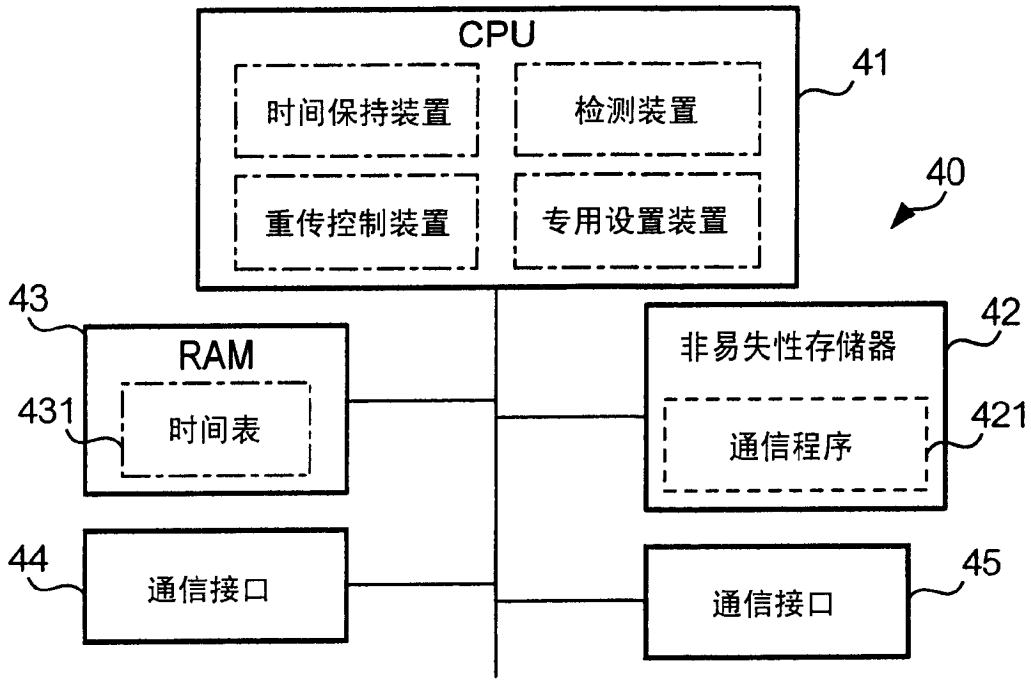 CPU
41
时间保持装置
检测装置
40
重传控制装置
专用设置装置
43
42
RAM
非易失性存储器
431
时间表
421
通信程序
44
通信接口
45
通信接口